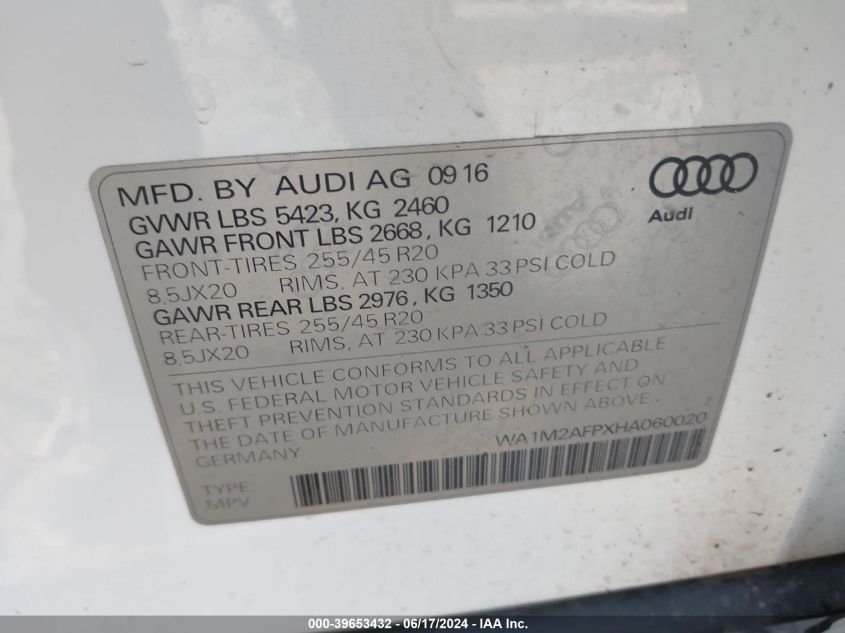 MFD. BY AUDI AG 09 16
GVWR LBS 5423, KG 2460
GAWR FRONT LBS 2668, KG 1210
FRONT-TIRES 255/45 R20
8,5JX20 RIMS, AT 230 KPA 33 PSI COLD
GAWR REAR LBS 2976, KG 1350
REAR-TIRES 255/45 R20
8,5JX20 RIMS, AT 230 KPA 33 PSI COLD
Audi
THIS VEHICLE CONFORMS TO ALL APPLICABLE
U.S. FEDERAL MOTOR VEHICLE SAFETY AND
THEFT PREVENTION STANDARDS IN EFFECT ON
THE DATE OF MANUFACTURE SHOWN ABOVE.
GERMANY
WA1M2AFPXHA060020
TYPE
MPV
000-39653432 - 06/17/2024 - IAA Inc.